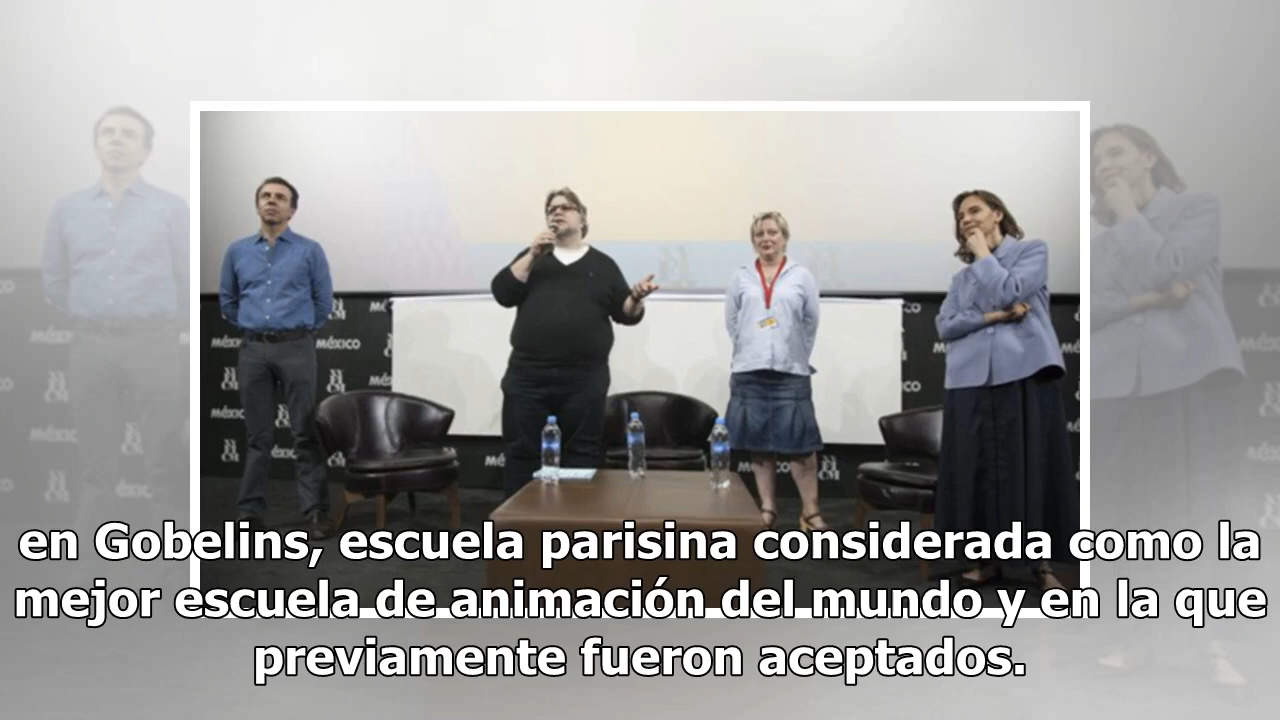 MÉXICO
en Gobelins, escuela parisina considerada como la
mejor escuela de animación del mundo y en la que
previamente fueron aceptados.